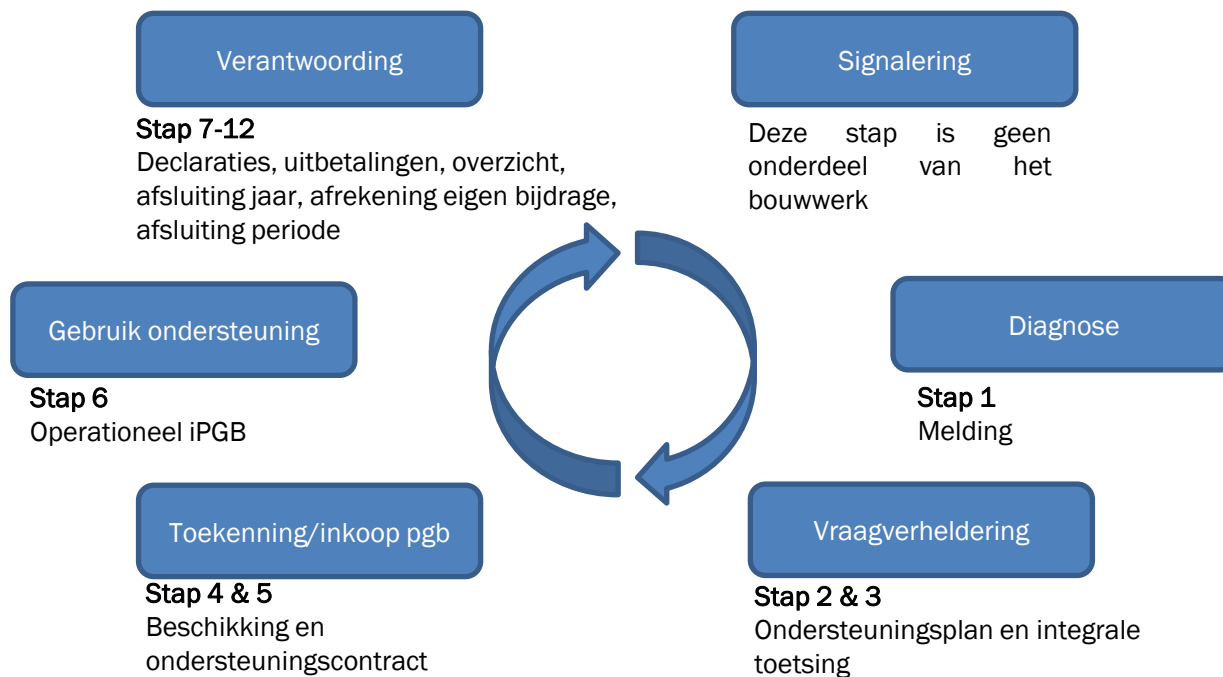 Verantwoording
Stap 7-12
Declaraties, uitbetalingen, overzicht,
afsluiting jaar, afrekening eigen bijdrage,
afsluiting periode
Signalering
Deze stap is geen
onderdeel van het
bouwwerk
Gebruik ondersteuning
Stap 6
Operationeel iPGB
Diagnose
Stap 1
Melding
Toekenning/inkoop pgb
Stap 4 & 5
Beschikking en
ondersteuningscontract
Vraagverheldering
Stap 2 & 3
Ondersteuningsplan en integrale
toetsing